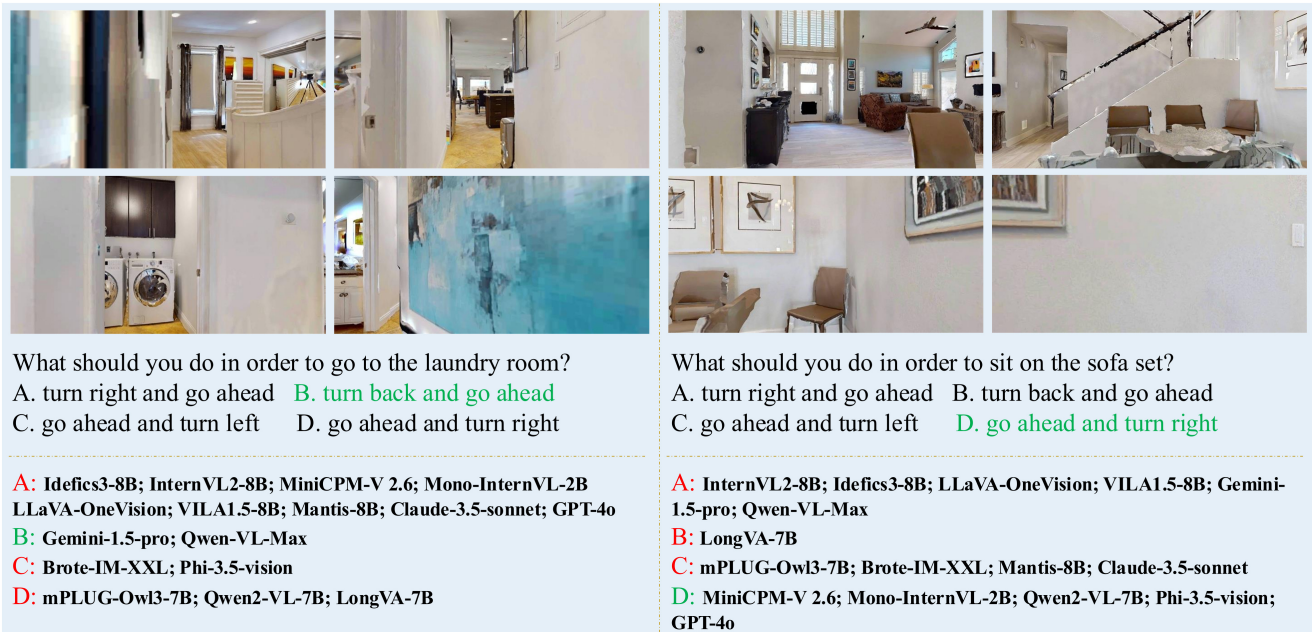 What should you do in order to go to the laundry room?
A. turn right and go ahead B. turn back and go ahead
C. go ahead and turn left D. go ahead and turn right
A: Idefics3-8B; InternVL2-8B; MiniCPM-V 2.6; Mono-InternVL-2B
LLaVA-OneVision; VILA1.5-8B; Mantis-8B; Claude-3.5-sonnet; GPT-4o
B: Gemini-1.5-pro; Qwen-VL-Max
C: Brote-IM-XXL; Phi-3.5-vision
D: mPLUG-Owl3-7B; Qwen2-VL-7B; LongVA-7B
What should you do in order to sit on the sofa set?
A. turn right and go ahead B. turn back and go ahead
C. go ahead and turn left D. go ahead and turn right
A: InternVL2-8B; Idefics3-8B; LLaVA-OneVision; VILA1.5-8B; Gemini-
1.5-pro; Qwen-VL-Max
B: LongVA-7B
C: mPLUG-Owl3-7B; Brote-IM-XXL; Mantis-8B; Claude-3.5-sonnet
D: MiniCPM-V 2.6; Mono-InternVL-2B; Qwen2-VL-7B; Phi-3.5-vision;
GPT-4o